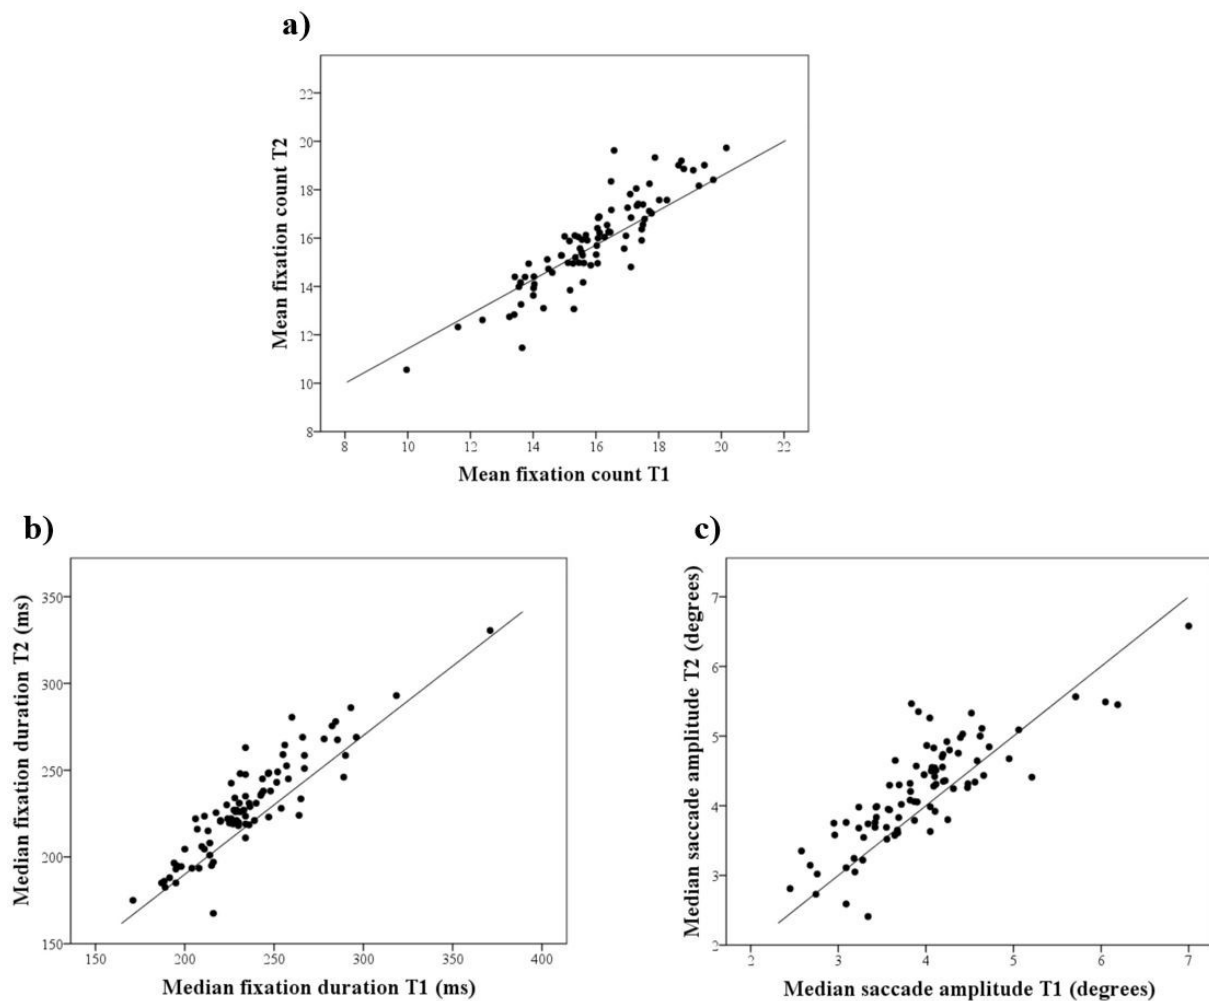 a)
Mean fixation count T2
22
20
18
16
14
12
10
8
8 10 12 14 16 18 20 22
Mean fixation count T1
b)
Median fixation duration T2 (ms)
350
300
250
200
150
150 200 250 300 350 400
Median fixation duration T1 (ms)
c)
Median saccade amplitude T2 (degrees)
7
6
5
4
3
2
2 3 4 5 6 7
Median saccade amplitude T1 (degrees)